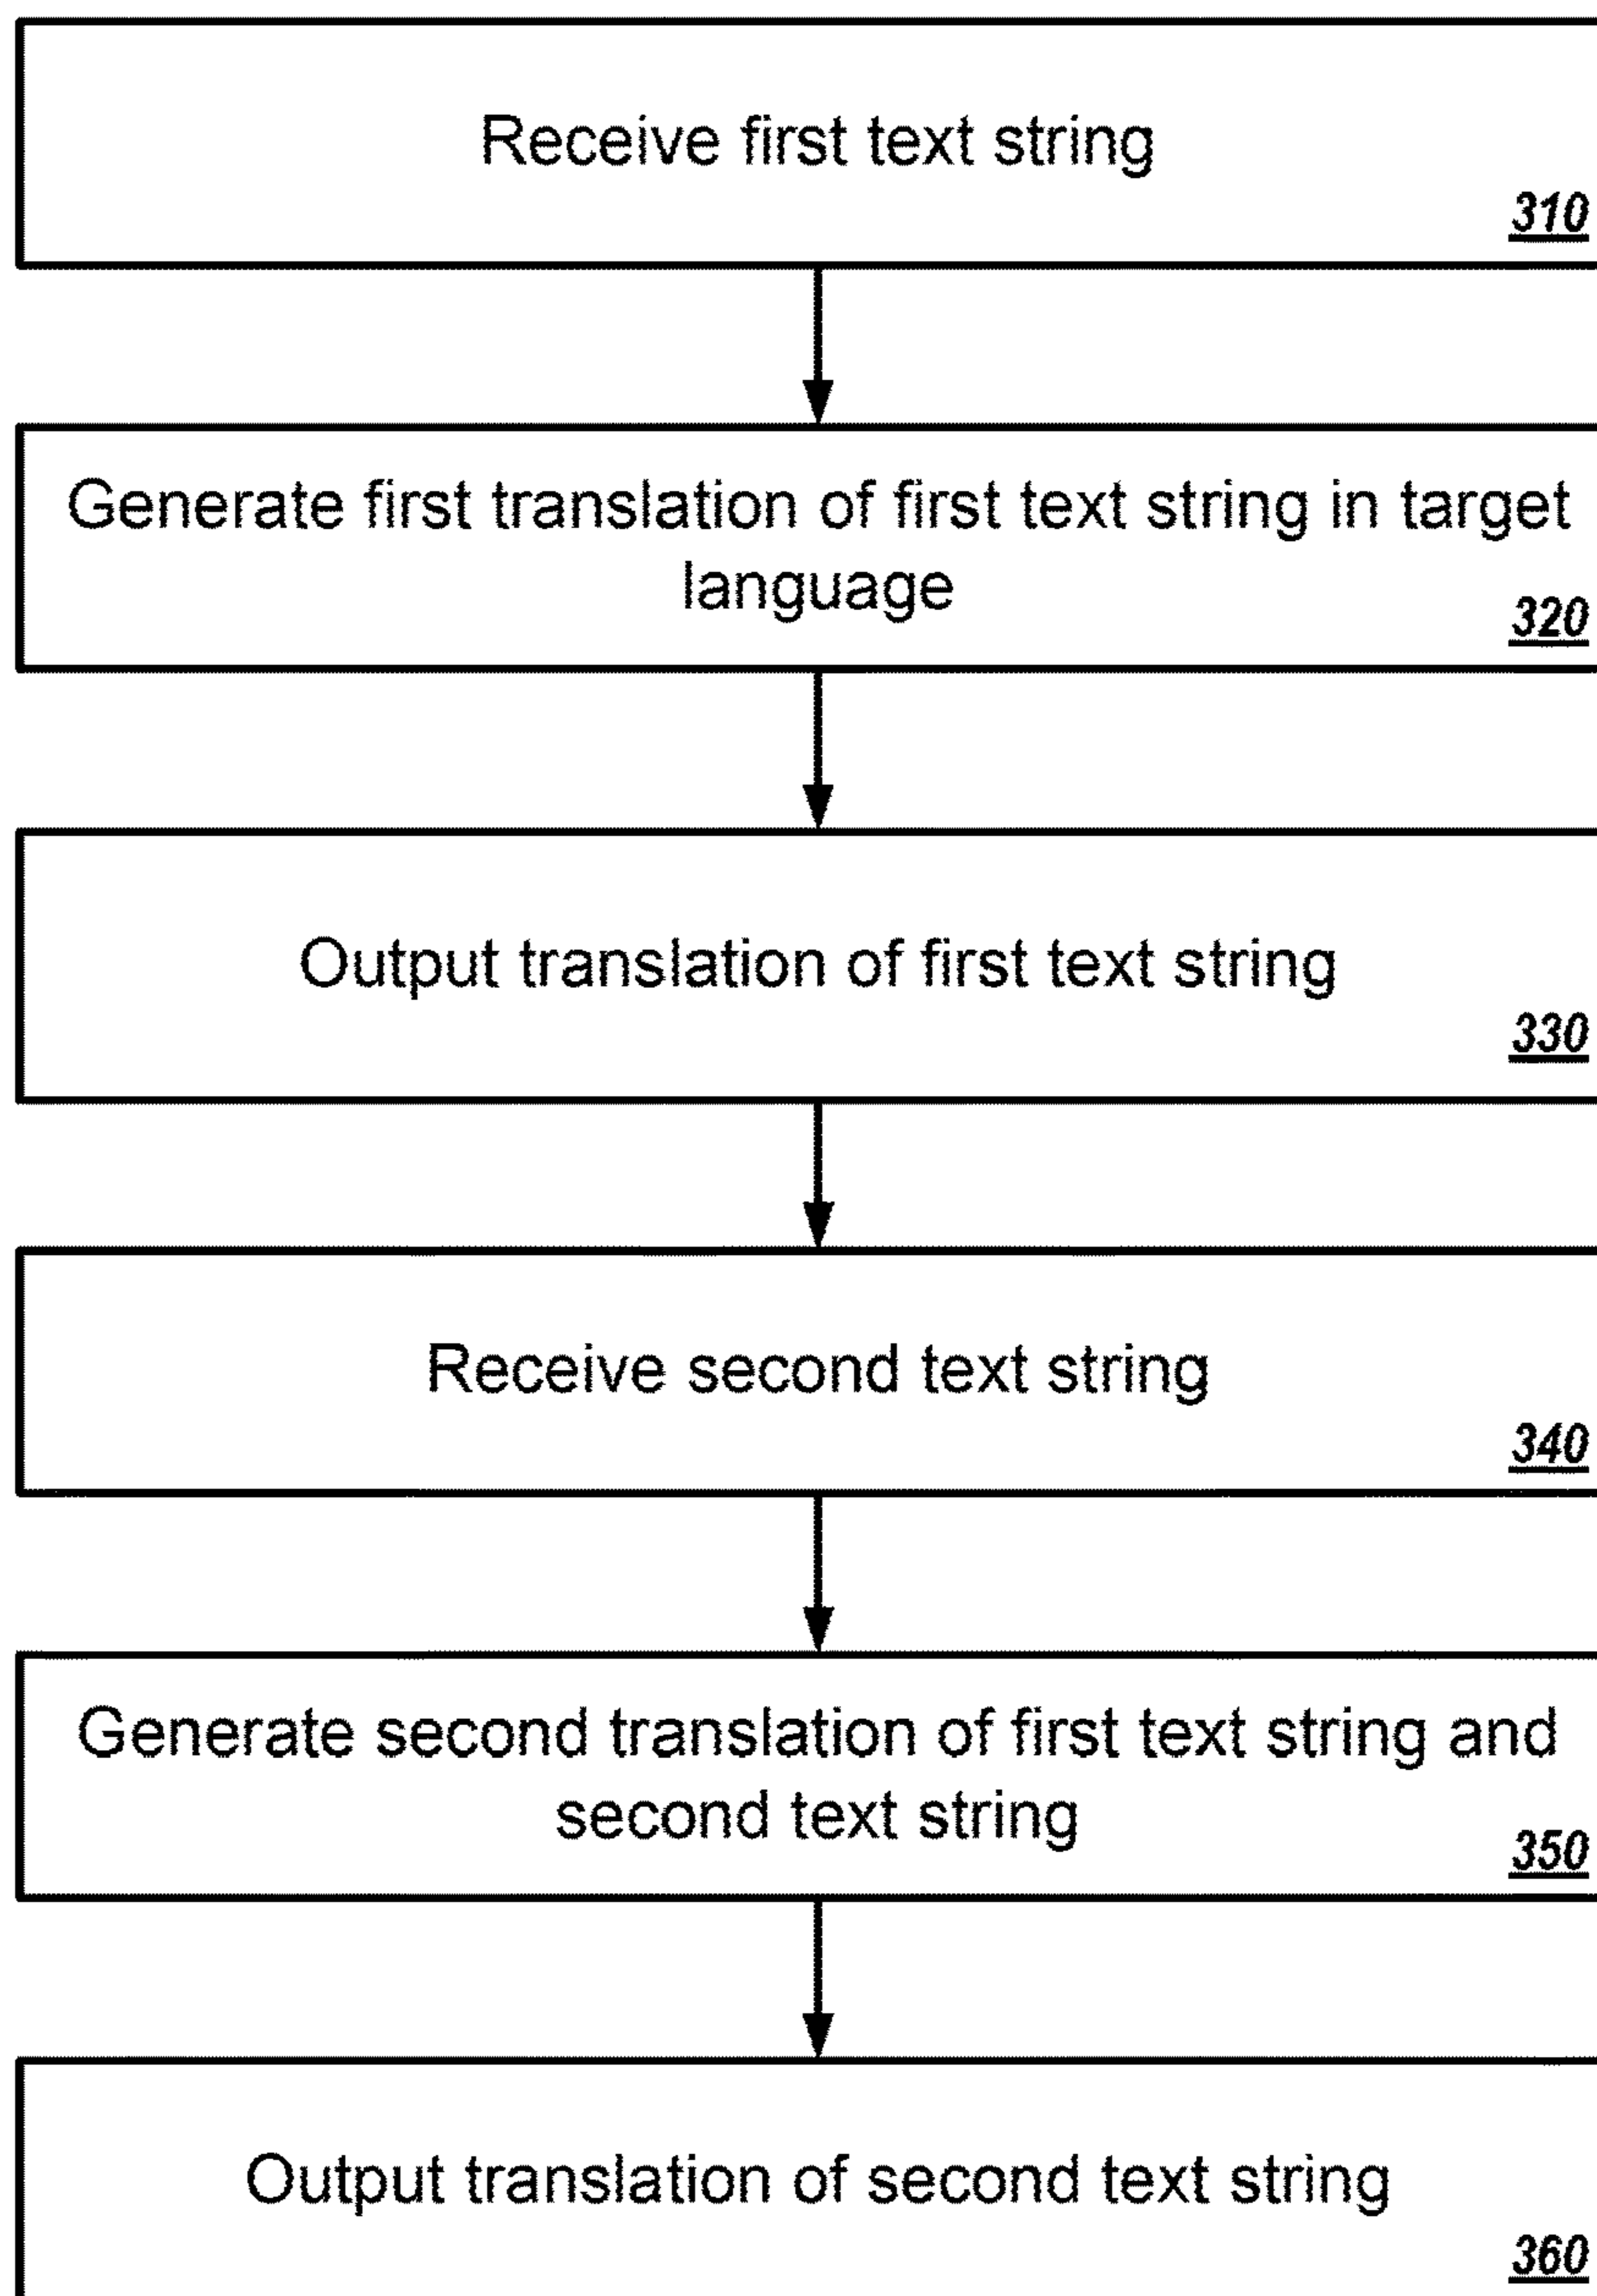 Receive first text string
310
Generate first translation of first text string in target
language
320
Output translation of first text string
330
Receive second text string
340
Generate second translation of first text string and
second text string
350
Output translation of second text string
360